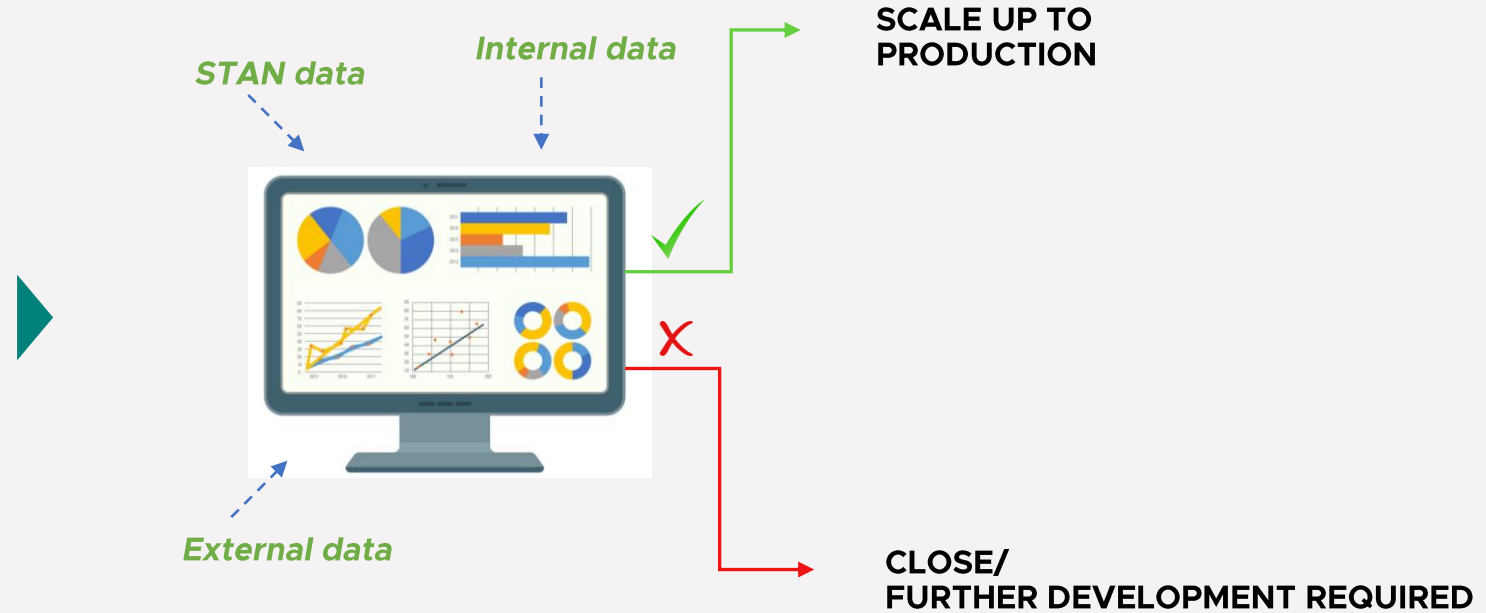 SCALE UP TO
PRODUCTION
Internal data
STAN data
External data
CLOSE/
FURTHER DEVELOPMENT REQUIRED